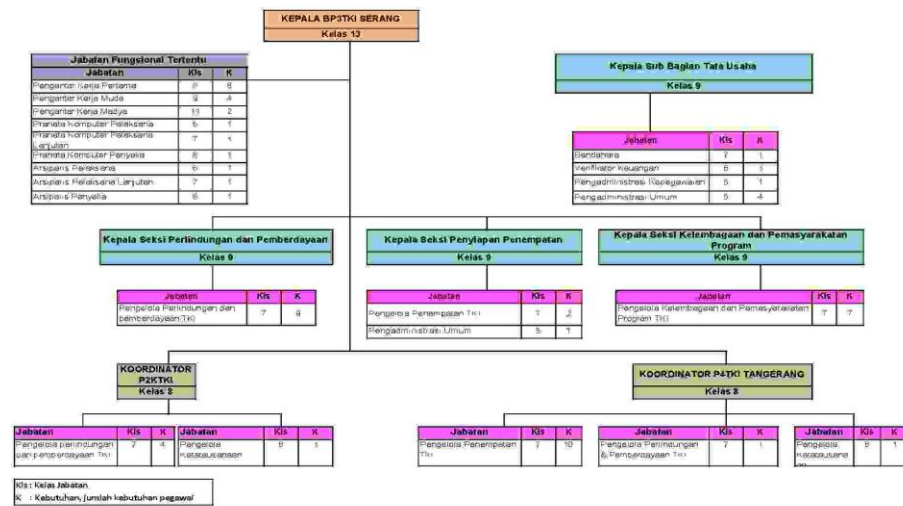 KEPALA BP3TKI SERANG
Kelas 13
Jabatan Fungsional Tertentu
Jabatan Kls K
Pengantar Kerja Pertama
Pengantar Kerja Muda 9 4
Pengantar Kerja Madya 11 2
Pranata Komputer Pelaksana 6 1
Pranata Komputer Pelaksana
Lanjutan 7 1
Pranata Komputer Penyelia 8 1
Arsiparis Pelaksana 6 1
Arsiparis Pelaksana Lanjutan 7 1
Arsiparis Penyelia 8 1
Kepala Sub Bagian Tata Usaha
Kelas 9
Jabatan Kls K
Bendahara 7 1
Verifikator Keuangan 6
Pengadministrasi Kepegawaian 5 1
Pengadministrasi Umum 5 4
Kepala Seksi Perlindungan dan Pemberdayaan
Kelas 9
Jabatan Kls K
Pengelola Perlindungan dan
pemberdayaan TKI 7
Kepala Seksi Penyiapan Penempatan
Kelas 9
Jabatan Kls K
Pengelola Penempatan TKI 7 2
Pengadministrasi Umum 5 1
Kepala Seksi Kelembagaan dan Pemasyarakatan
Program
Kelas 9
Jabatan Kls K
Pengelola Kelembagaan dan Pemasyarakatan
Program TKI 7 7
KOORDINATOR
P2KTKI
Kelas 8
Jabatan Kls K
Pengelola perlindungan
dan pemberdayaan TKI 7 4
Jabatan Kls K
Pengelola
Ketatausahaan
KOORDINATOR P4TKI TANGERANG
Kelas 8
Jabatan Kls K
Pengelola Penempatan
TKI 7 10
Jabatan Kls K
Pengelola Perlindungan
& Pemberdayaan TKI 7 1
Jabatan Kls K
Pengelola
Kls : Kelas Jabatan
K : Kebutuhan, jumlah kebutuhan pegawai